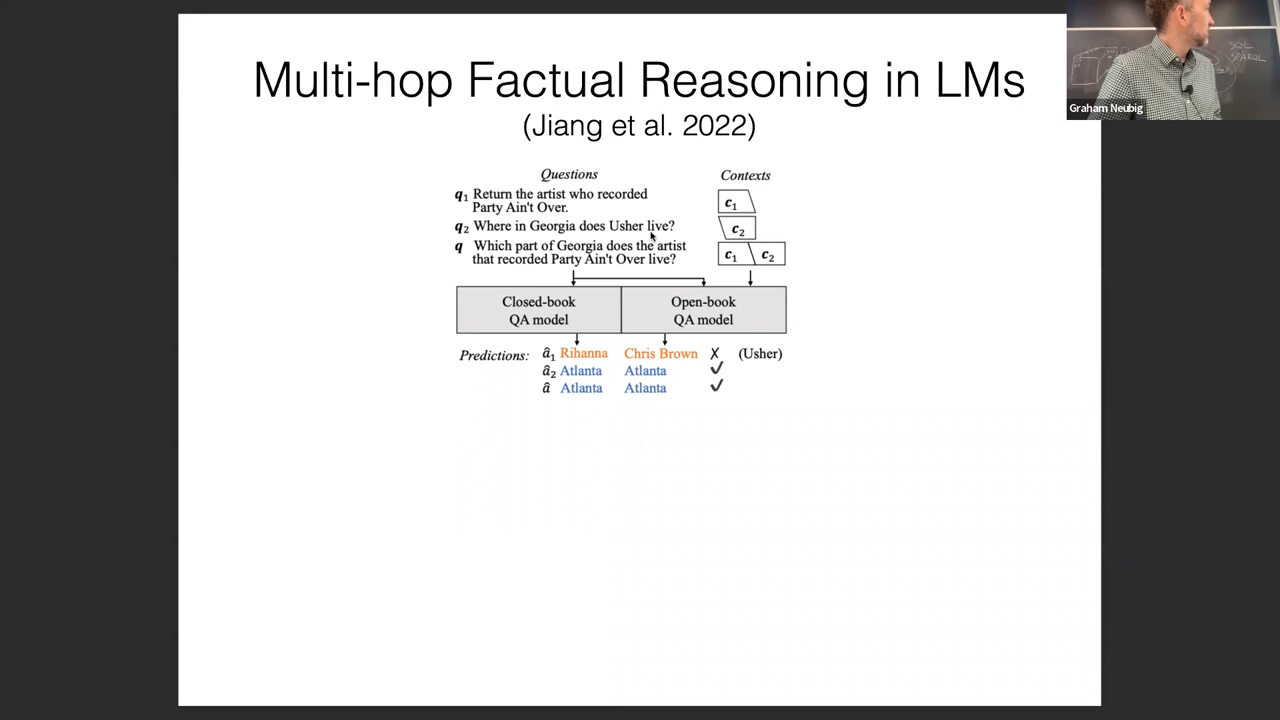 Multi-hop Factual Reasoning in LMs
(Jiang et al. 2022)
Graham Neubig
SQL
SPARQL
Questions
Contexts
q1 Return the artist who recorded
Party Ain't Over.
c1
q2 Where in Georgia does Usher live?
c2
q Which part of Georgia does the artist
that recorded Party Ain't Over live?
c1 c2
Closed-book
QA model
Open-book
QA model
Predictions: â1 Rihanna Chris Brown X (Usher)
â2 Atlanta Atlanta ✓
â Atlanta Atlanta ✓